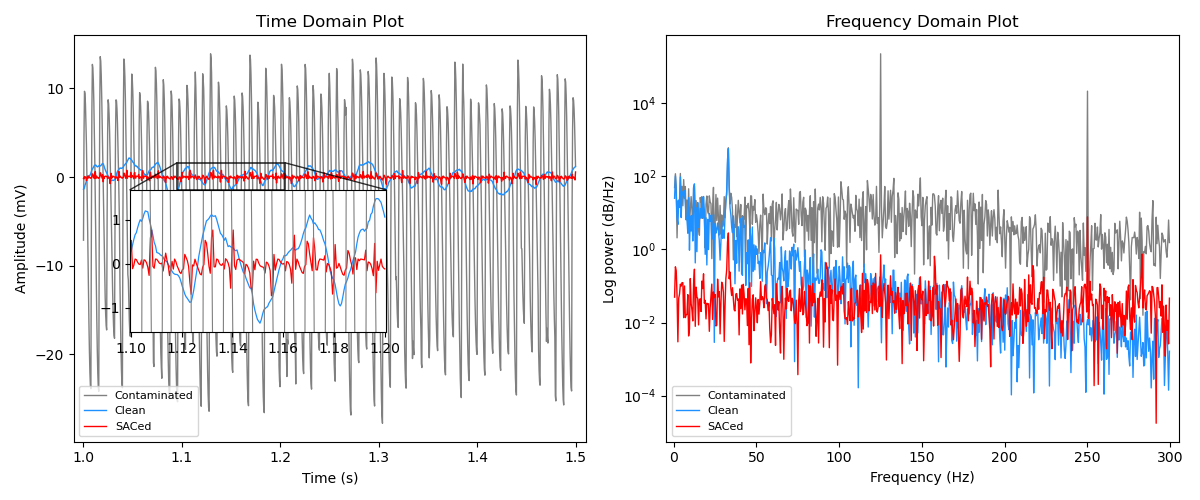 Time Domain Plot
Amplitude (mV)
10
0
−10
−20
1
0
−1
1.10 1.12 1.14 1.16 1.18 1.20
Contaminated
Clean
SACed
1.0 1.1 1.2 1.3 1.4 1.5
Time (s)
Frequency Domain Plot
Log power (dB/Hz)
10^4
10^2
10^0
10^−2
10^−4
Contaminated
Clean
SACed
0 50 100 150 200 250 300
Frequency (Hz)